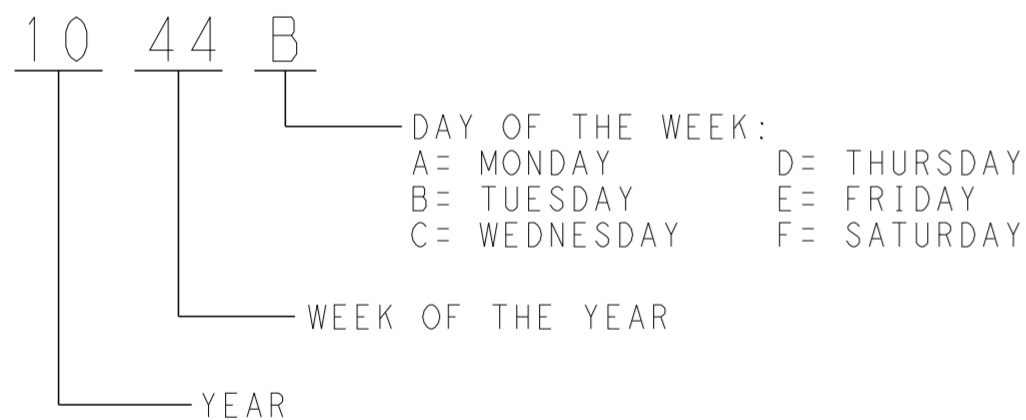 10 44 B
DAY OF THE WEEK:
A= MONDAY D= THURSDAY
B= TUESDAY E= FRIDAY
C= WEDNESDAY F= SATURDAY
WEEK OF THE YEAR
YEAR